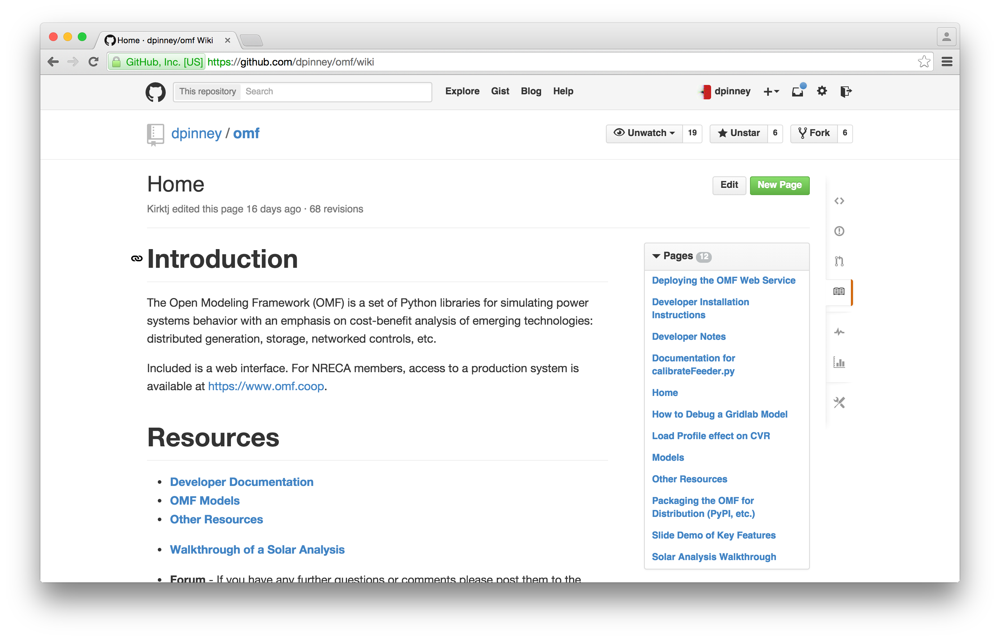 Home · dpinney/omf Wiki
GitHub, Inc. [US] https://github.com/dpinney/omf/wiki
This repository Search Explore Gist Blog Help dpinney
dpinney / omf Unwatch 19 Unstar 6 Fork 6
Home Edit New Page
Kirktj edited this page 16 days ago · 68 revisions
Introduction
The Open Modeling Framework (OMF) is a set of Python libraries for simulating power
systems behavior with an emphasis on cost-benefit analysis of emerging technologies:
distributed generation, storage, networked controls, etc.
Included is a web interface. For NRECA members, access to a production system is
available at https://www.omf.coop.
Resources
• Developer Documentation
• OMF Models
• Other Resources
• Walkthrough of a Solar Analysis
• Forum - If you have any further questions or comments please post them to the
Pages 12
Deploying the OMF Web Service
Developer Installation
Instructions
Developer Notes
Documentation for
calibrateFeeder.py
Home
How to Debug a Gridlab Model
Load Profile effect on CVR
Models
Other Resources
Packaging the OMF for
Distribution (PyPI, etc.)
Slide Demo of Key Features
Solar Analysis Walkthrough